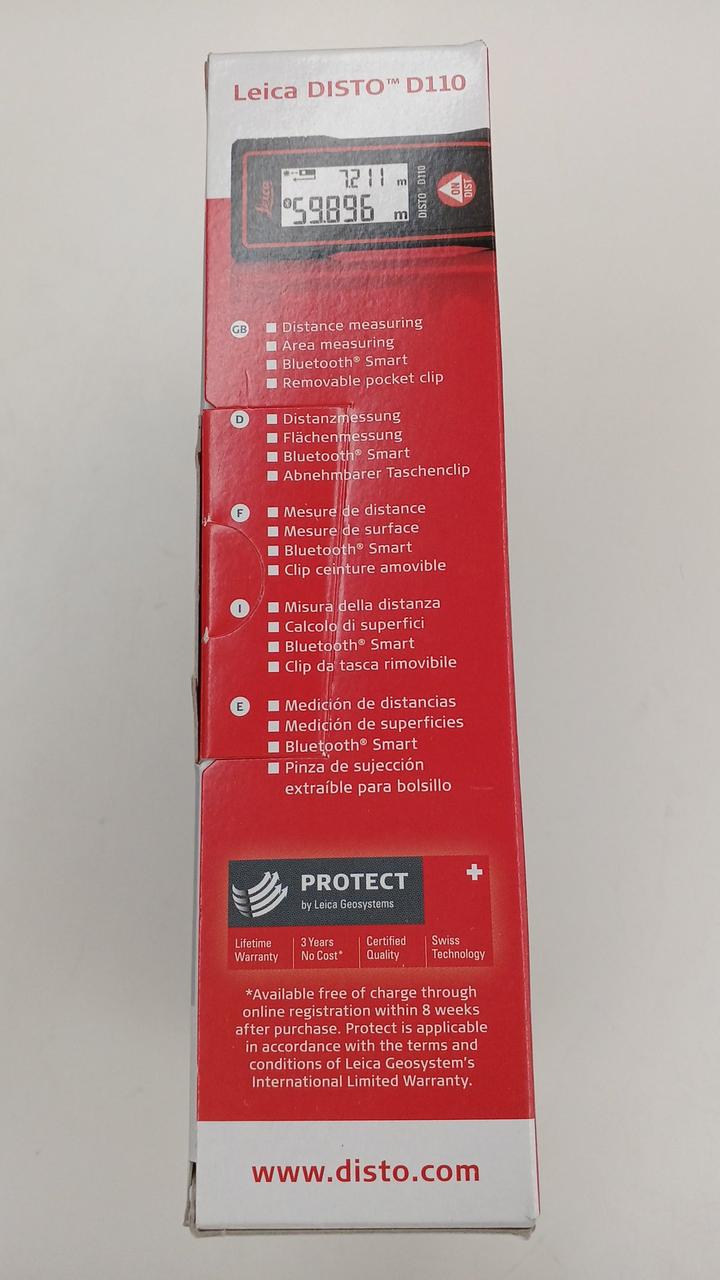 Leica DISTO™ D110
7.211 m
59.896 m
Leica
DISTO™ D110
ON
DIST
GB
■ Distance measuring
■ Area measuring
■ Bluetooth® Smart
■ Removable pocket clip
D
■ Distanzmessung
■ Flächenmessung
■ Bluetooth® Smart
■ Abnehmbarer Taschenclip
F
■ Mesure de distance
■ Mesure de surface
■ Bluetooth® Smart
■ Clip ceinture amovible
I
■ Misura della distanza
■ Calcolo di superfici
■ Bluetooth® Smart
■ Clip da tasca rimovibile
E
■ Medición de distancias
■ Medición de superficies
■ Bluetooth® Smart
■ Pinza de sujección
extraíble para bolsillo
PROTECT
by Leica Geosystems
Lifetime
Warranty
3 Years
No Cost*
Certified
Quality
Swiss
Technology
*Available free of charge through
online registration within 8 weeks
after purchase. Protect is applicable
in accordance with the terms and
conditions of Leica Geosystem's
International Limited Warranty.
www.disto.com